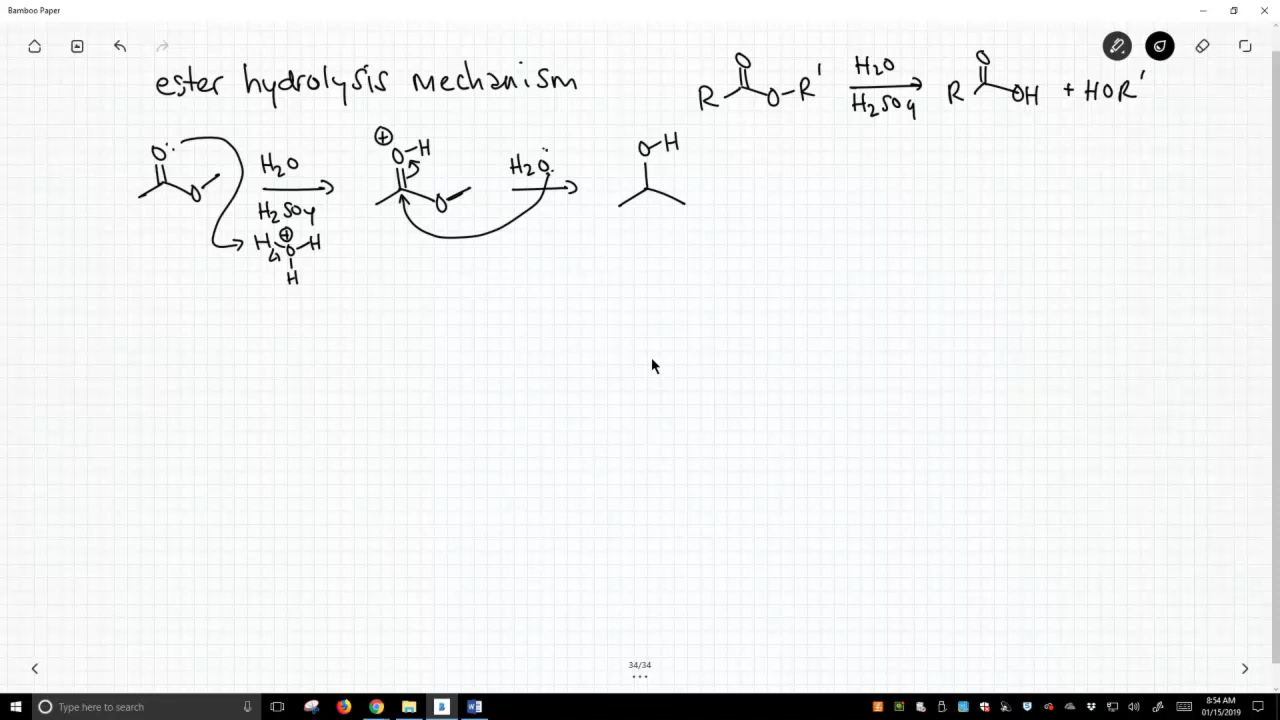 Bamboo Paper
ester hydrolysis mechanism
O R O-R' H2O H2SO4 O R OH + HOR'
O: O H2O H2SO4 H O H H ⊕
⊕ O-H O H2O:
O-H
34/34
Type here to search
8:54 AM
01/15/2019